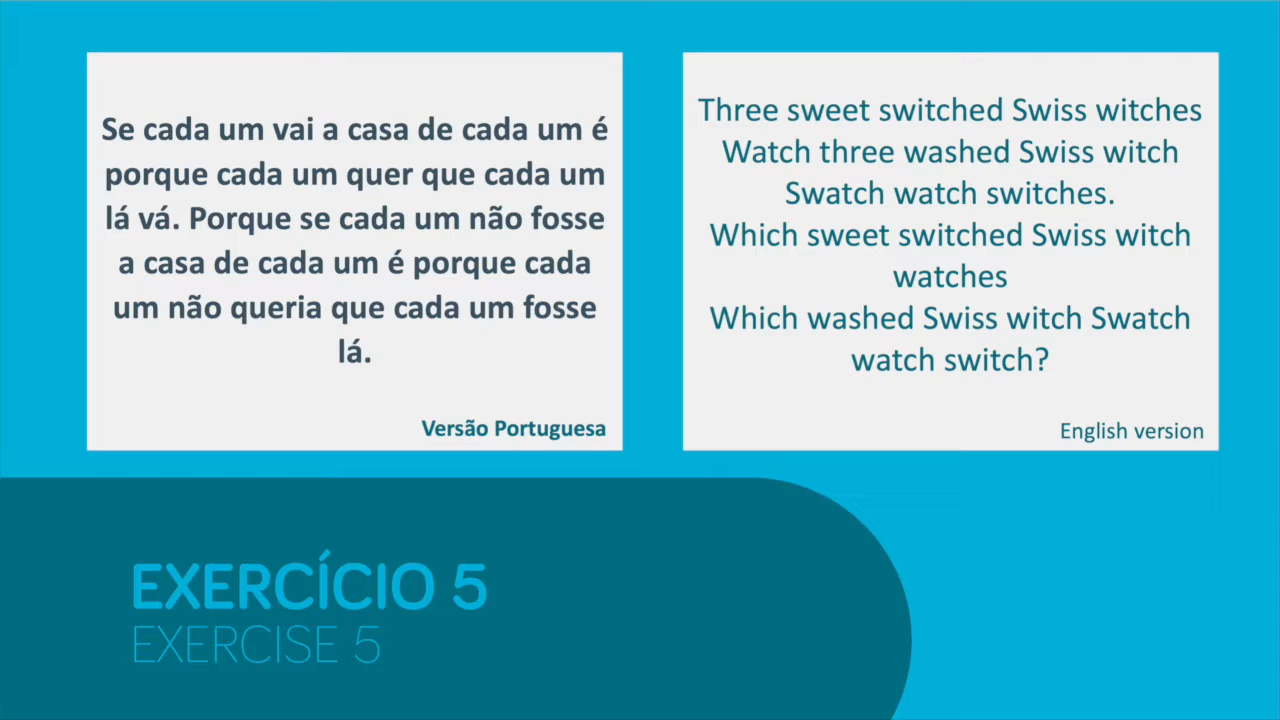 Se cada um vai a casa de cada um é
porque cada um quer que cada um
lá vá. Porque se cada um não fosse
a casa de cada um é porque cada
um não queria que cada um fosse
lá.
Versão Portuguesa
Three sweet switched Swiss witches
Watch three washed Swiss witch
Swatch watch switches.
Which sweet switched Swiss witch
watches
Which washed Swiss witch Swatch
watch switch?
English version
EXERCÍCIO 5
EXERCISE 5